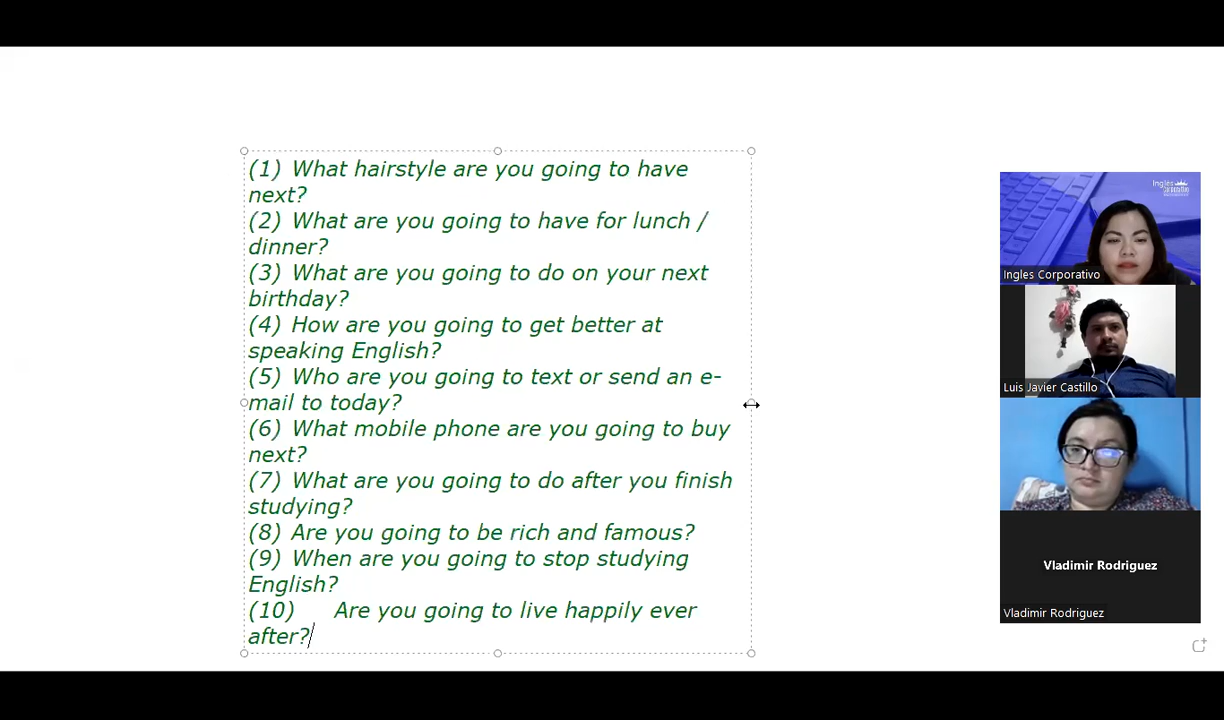 (1) What hairstyle are you going to have
next?
(2) What are you going to have for lunch /
dinner?
(3) What are you going to do on your next
birthday?
(4) How are you going to get better at
speaking English?
(5) Who are you going to text or send an e-
mail to today?
(6) What mobile phone are you going to buy
next?
(7) What are you going to do after you finish
studying?
(8) Are you going to be rich and famous?
(9) When are you going to stop studying
English?
(10) Are you going to live happily ever
after?
Inglés
Corporativo
Ingles Corporativo
Luis Javier Castillo
Vladimir Rodriguez
Vladimir Rodriguez